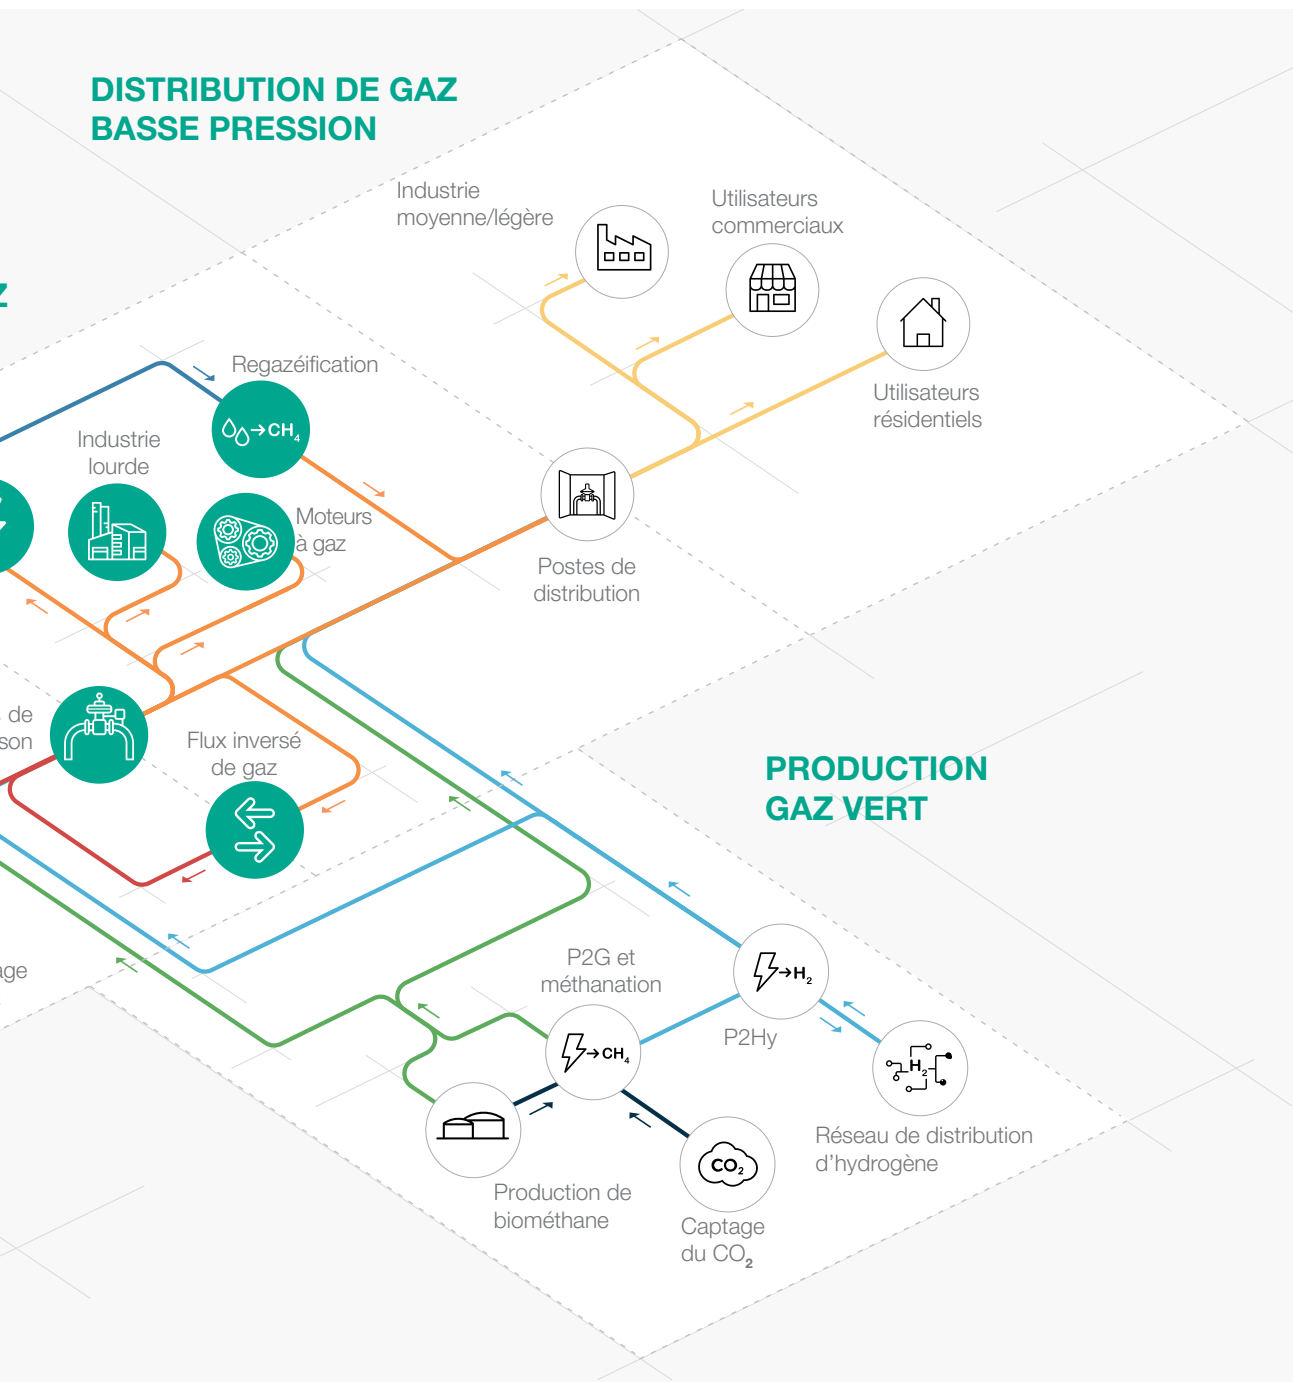 DISTRIBUTION DE GAZ
BASSE PRESSION
Industrie
moyenne/légère
Utilisateurs
commerciaux
Z
Regazéification
→CH4
Utilisateurs
résidentiels
Industrie
lourde
Moteurs
à gaz
Postes de
distribution
de
son
Flux inversé
de gaz
PRODUCTION
GAZ VERT
age
P2G et
méthanation
→H2
P2Hy
→CH4
H2
Réseau de distribution
d’hydrogène
CO2
Production de
biométhane
Captage
du CO2